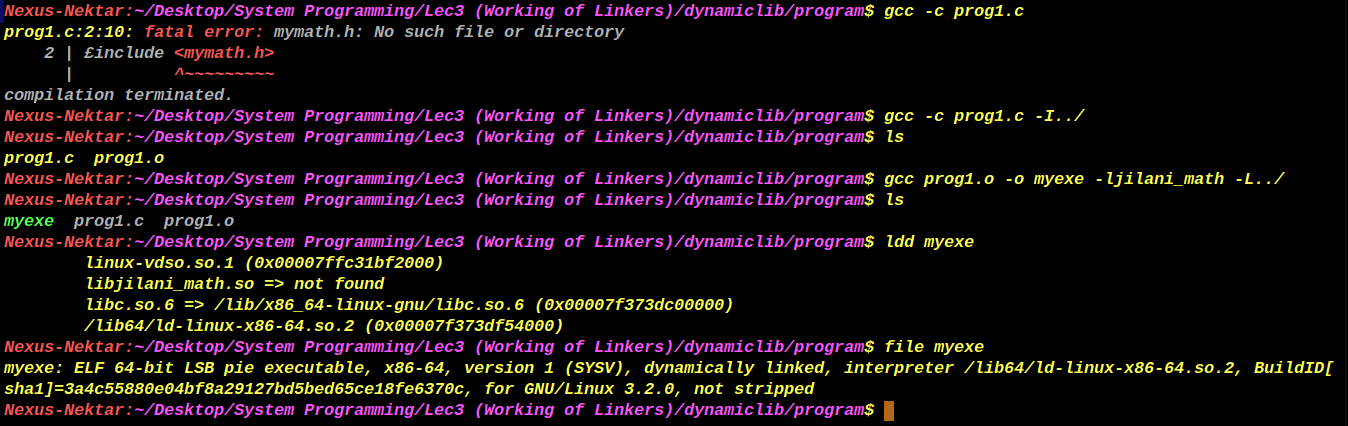 Nexus-Nektar:~/Desktop/System Programming/Lec3 (Working of Linkers)/dynamiclib/program$ gcc -c prog1.c
prog1.c:2:10: fatal error: mymath.h: No such file or directory
    2 | £include <mymath.h>
      |          ^~~~~~~~~~
compilation terminated.
Nexus-Nektar:~/Desktop/System Programming/Lec3 (Working of Linkers)/dynamiclib/program$ gcc -c prog1.c -I../
Nexus-Nektar:~/Desktop/System Programming/Lec3 (Working of Linkers)/dynamiclib/program$ ls
prog1.c  prog1.o
Nexus-Nektar:~/Desktop/System Programming/Lec3 (Working of Linkers)/dynamiclib/program$ gcc prog1.o -o myexe -ljilani_math -L../
Nexus-Nektar:~/Desktop/System Programming/Lec3 (Working of Linkers)/dynamiclib/program$ ls
myexe  prog1.c  prog1.o
Nexus-Nektar:~/Desktop/System Programming/Lec3 (Working of Linkers)/dynamiclib/program$ ldd myexe
        linux-vdso.so.1 (0x00007ffc31bf2000)
        libjilani_math.so => not found
        libc.so.6 => /lib/x86_64-linux-gnu/libc.so.6 (0x00007f373dc00000)
        /lib64/ld-linux-x86-64.so.2 (0x00007f373df54000)
Nexus-Nektar:~/Desktop/System Programming/Lec3 (Working of Linkers)/dynamiclib/program$ file myexe
myexe: ELF 64-bit LSB pie executable, x86-64, version 1 (SYSV), dynamically linked, interpreter /lib64/ld-linux-x86-64.so.2, BuildID[
sha1]=3a4c55880e04bf8a29127bd5bed65ce18fe6370c, for GNU/Linux 3.2.0, not stripped
Nexus-Nektar:~/Desktop/System Programming/Lec3 (Working of Linkers)/dynamiclib/program$